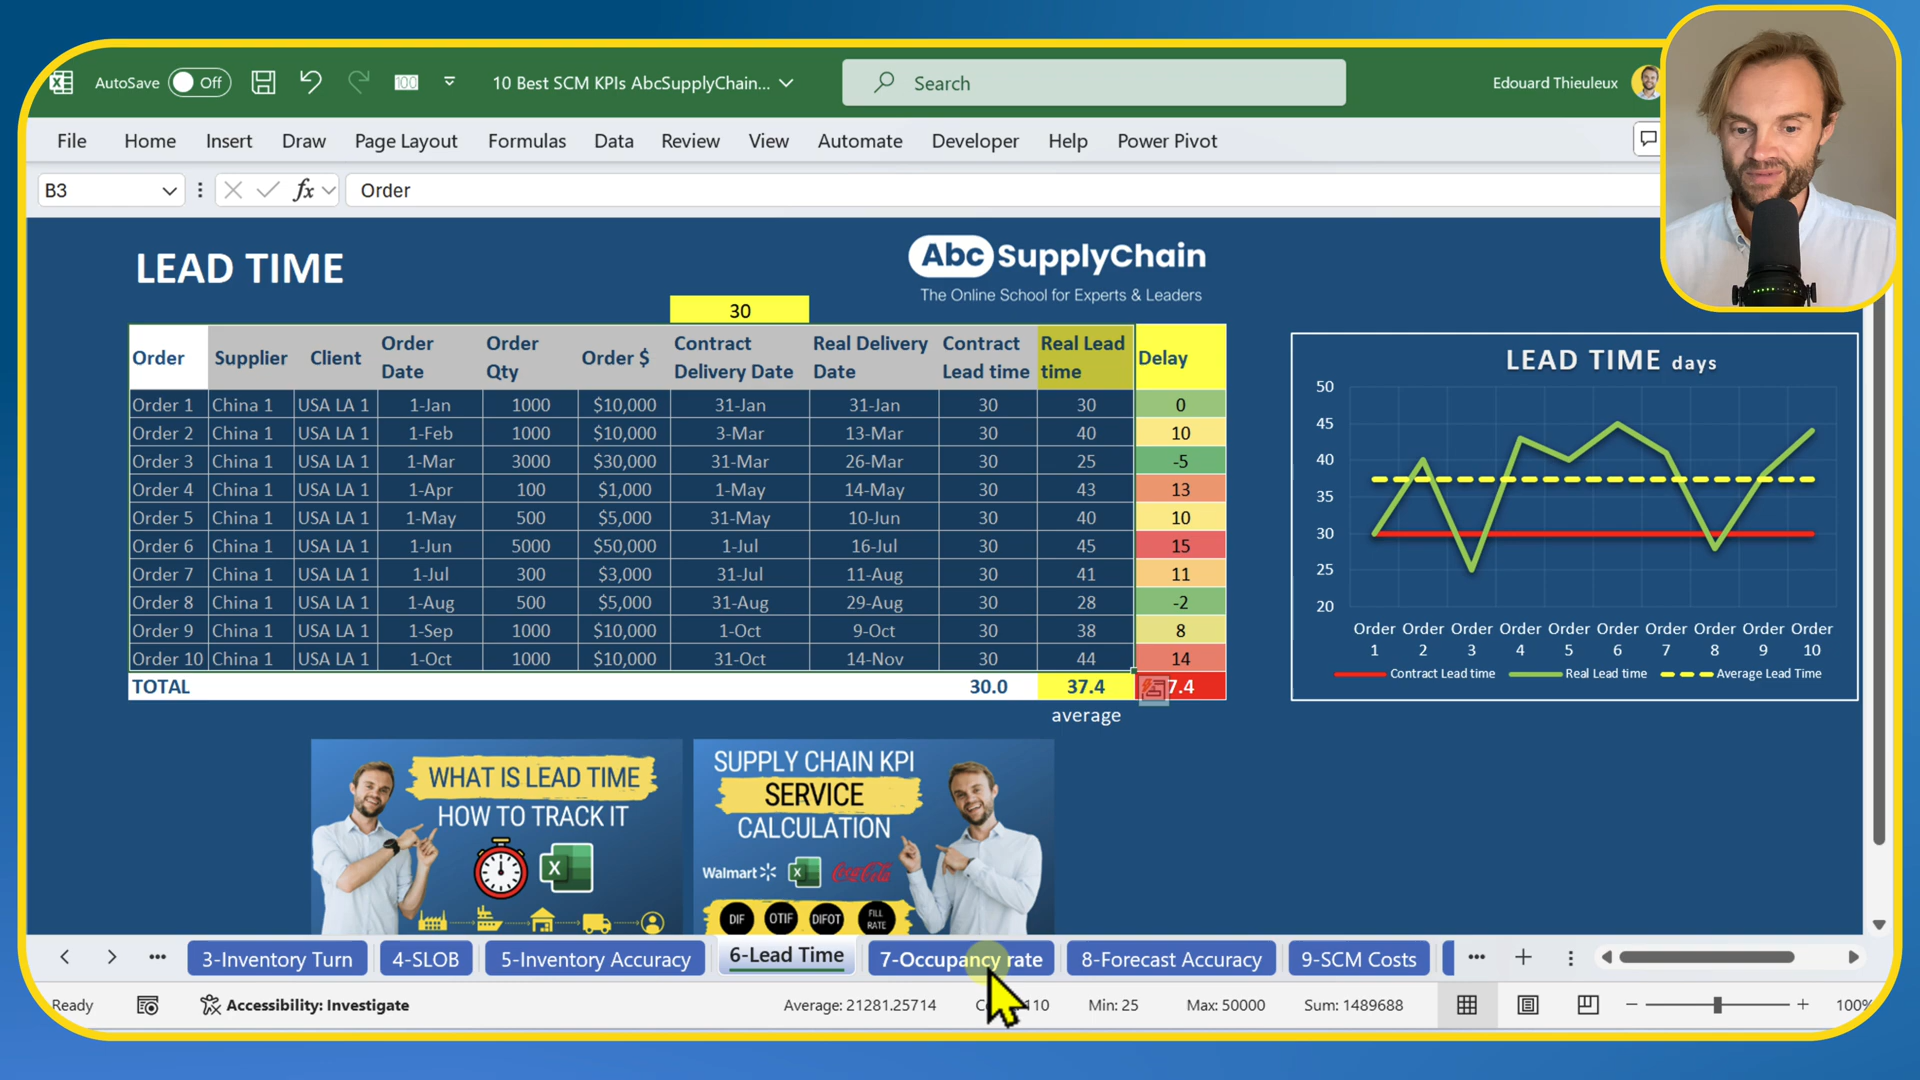 AutoSave Off 10 Best SCM KPIs AbcSupplyChain... Search Edouard Thieuleux
File Home Insert Draw Page Layout Formulas Data Review View Automate Developer Help Power Pivot
B3 fx Order
LEAD TIME
Abc SupplyChain
The Online School for Experts & Leaders
30
Order Supplier Client Order Date Order Qty Order $ Contract Delivery Date Real Delivery Date Contract Lead time Real Lead time Delay
Order 1 China 1 USA LA 1 1-Jan 1000 $10,000 31-Jan 31-Jan 30 30 0
Order 2 China 1 USA LA 1 1-Feb 1000 $10,000 3-Mar 13-Mar 30 40 10
Order 3 China 1 USA LA 1 1-Mar 3000 $30,000 31-Mar 26-Mar 30 25 -5
Order 4 China 1 USA LA 1 1-Apr 100 $1,000 1-May 14-May 30 43 13
Order 5 China 1 USA LA 1 1-May 500 $5,000 31-May 10-Jun 30 40 10
Order 6 China 1 USA LA 1 1-Jun 5000 $50,000 1-Jul 16-Jul 30 45 15
Order 7 China 1 USA LA 1 1-Jul 300 $3,000 31-Jul 11-Aug 30 41 11
Order 8 China 1 USA LA 1 1-Aug 500 $5,000 31-Aug 29-Aug 30 28 -2
Order 9 China 1 USA LA 1 1-Sep 1000 $10,000 1-Oct 9-Oct 30 38 8
Order 10 China 1 USA LA 1 1-Oct 1000 $10,000 31-Oct 14-Nov 30 44 14
TOTAL 30.0 37.4 7.4
average
LEAD TIME days
50
45
40
35
30
25
20
Order Order Order Order Order Order Order Order Order Order
1 2 3 4 5 6 7 8 9 10
Contract Lead time Real Lead time Average Lead Time
WHAT IS LEAD TIME
HOW TO TRACK IT
X
SUPPLY CHAIN KPI
SERVICE
CALCULATION
Walmart X Coca-Cola
DIF OTIF DIFOT FILL RATE
3-Inventory Turn 4-SLOB 5-Inventory Accuracy 6-Lead Time 7-Occupancy rate 8-Forecast Accuracy 9-SCM Costs
Ready Accessibility: Investigate Average: 21281.25714 110 Min: 25 Max: 50000 Sum: 1489688 100%